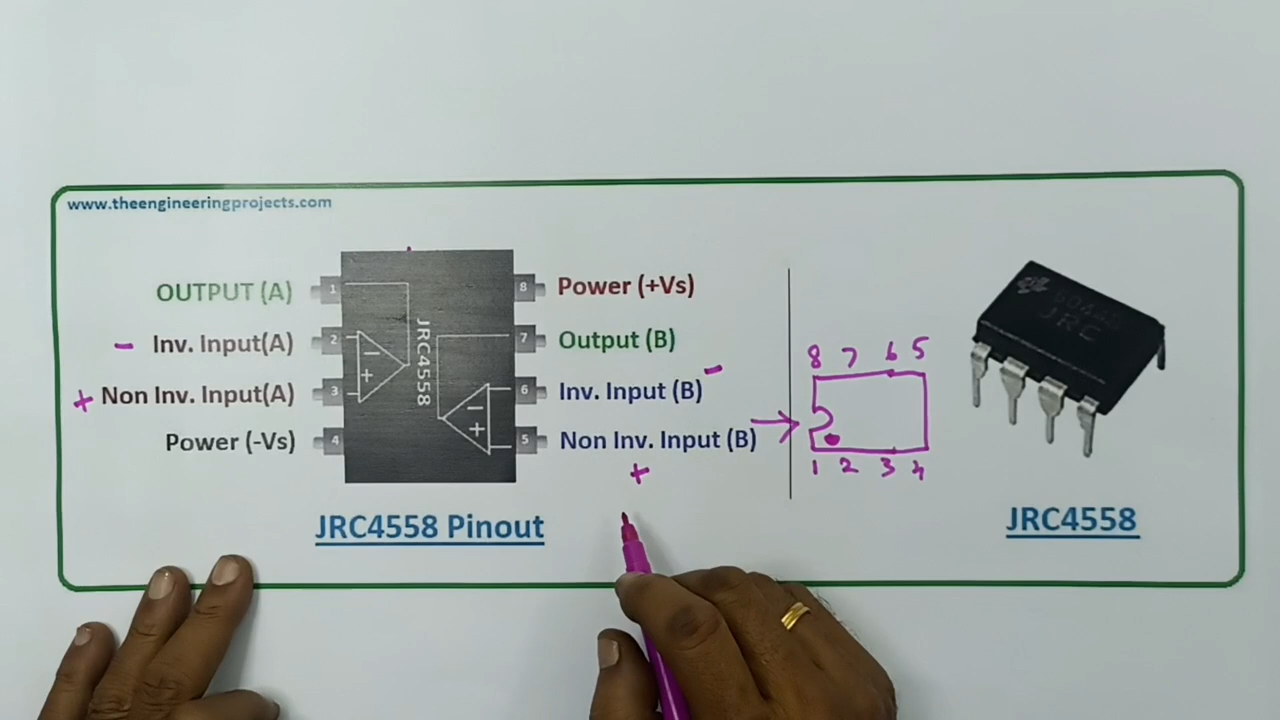 www.theengineeringprojects.com
OUTPUT (A) 1
- Inv. Input(A) 2
+ Non Inv. Input(A) 3
Power (-Vs) 4
- +
JRC4558
- +
8 Power (+Vs)
7 Output (B)
6 Inv. Input (B) -
5 Non Inv. Input (B)
+
JRC4558 Pinout
8 7 6 5
1 2 3 4
JRC
JRC4558